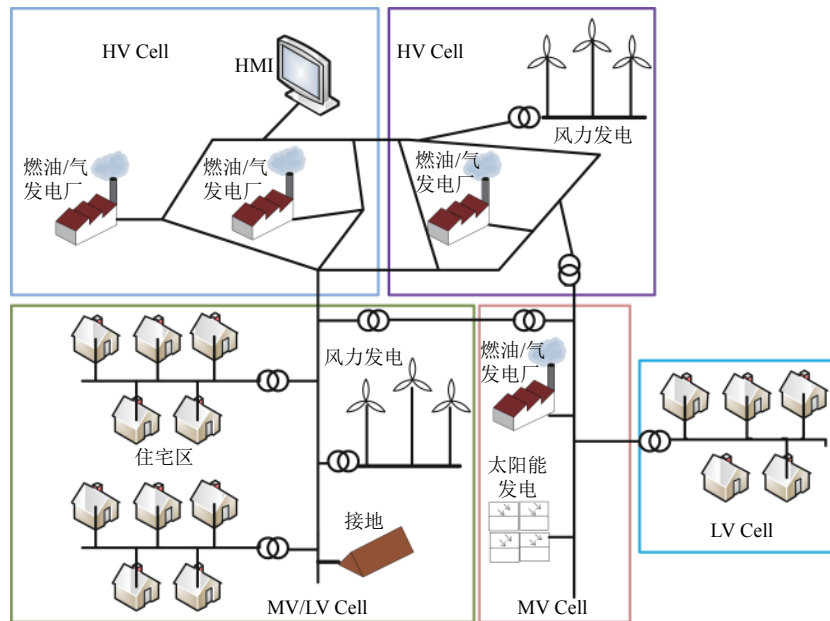 HV Cell
HMI
燃油/气
发电厂
燃油/气
发电厂
HV Cell
风力发电
燃油/气
发电厂
风力发电
住宅区
接地
MV/LV Cell
燃油/气
发电厂
太阳能
发电
MV Cell
LV Cell